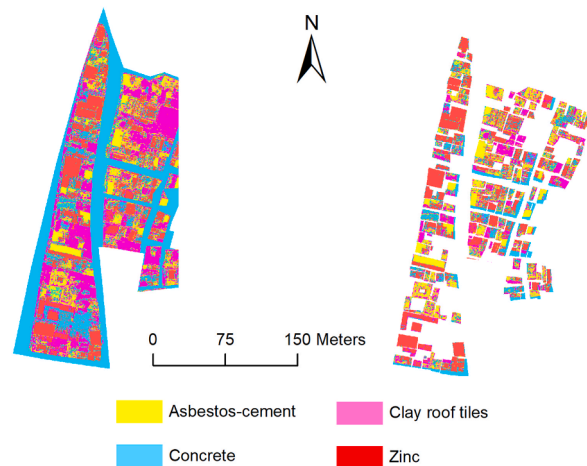 N
0 75 150 Meters
Asbestos-cement
Clay roof tiles
Concrete
Zinc